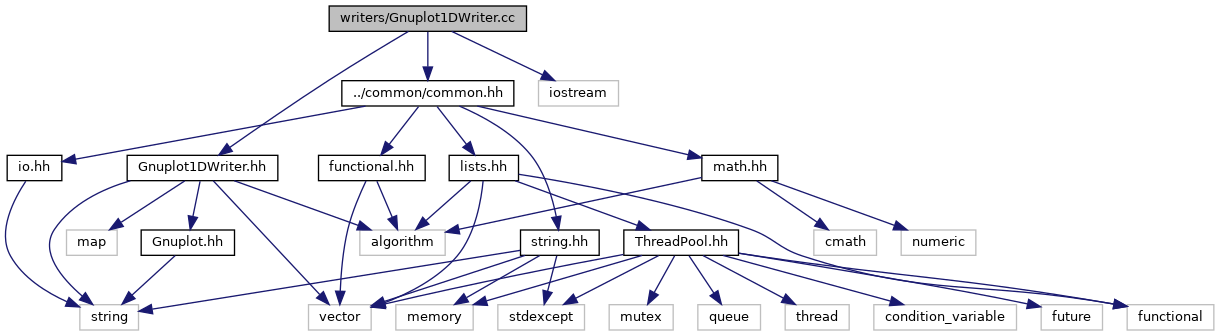 writers/Gnuplot1DWriter.cc
../common/common.hh
iostream
io.hh
Gnuplot1DWriter.hh
functional.hh
lists.hh
math.hh
map
Gnuplot.hh
algorithm
string.hh
ThreadPool.hh
cmath
numeric
string
vector
memory
stdexcept
mutex
queue
thread
condition_variable
future
functional